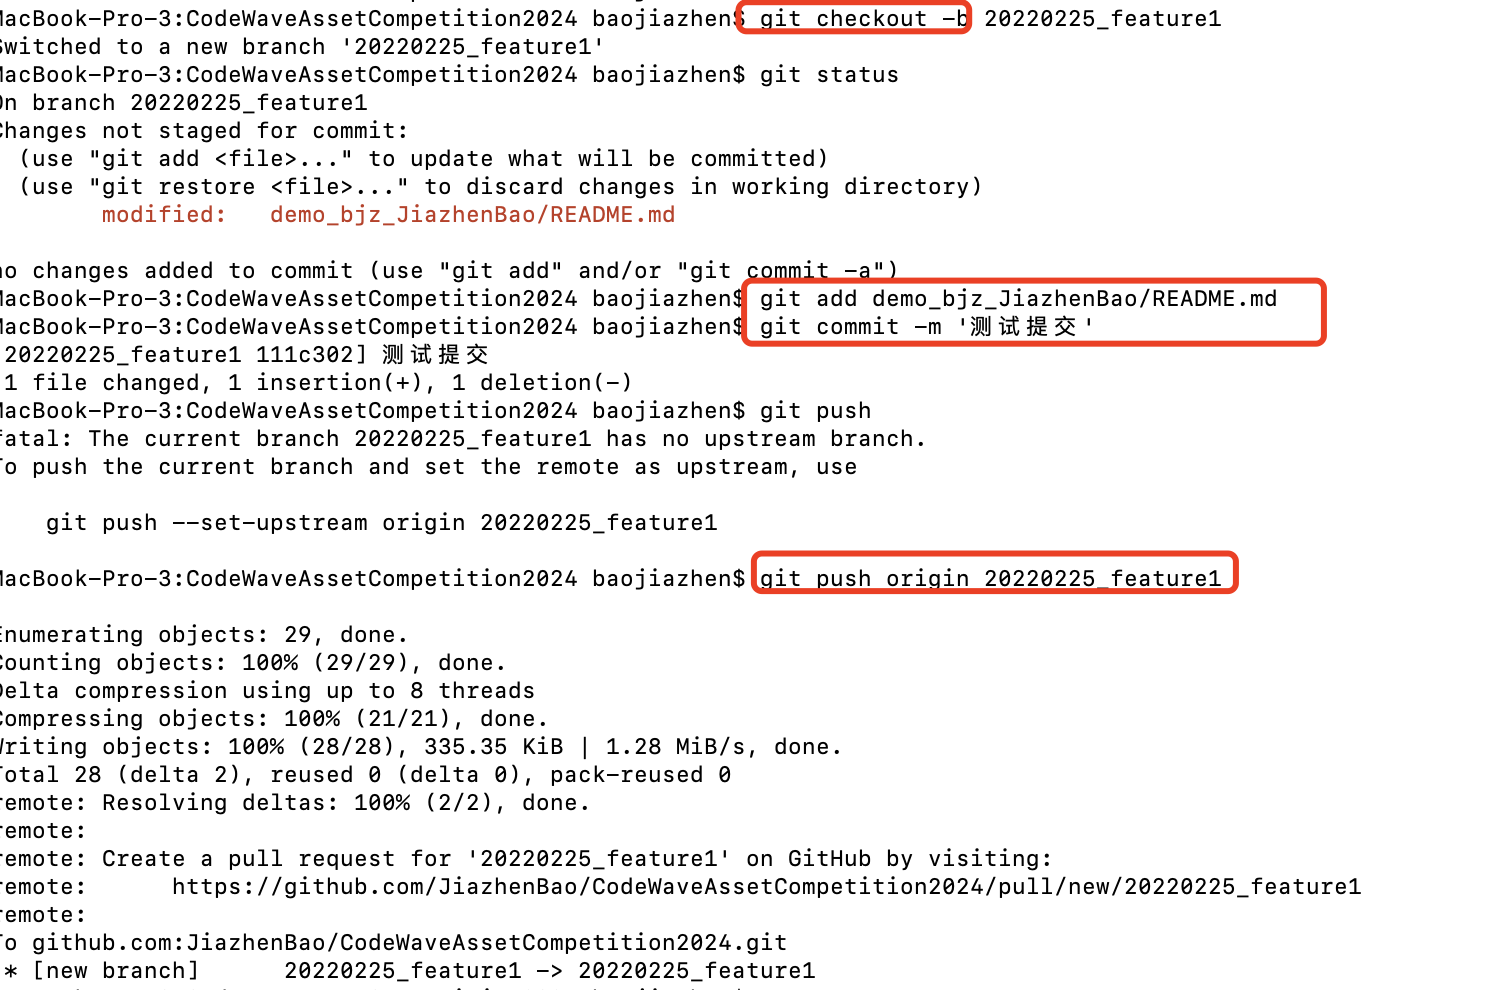 MacBook-Pro-3:CodeWaveAssetCompetition2024 baojiazhen$ git checkout -b 20220225_feature1
Switched to a new branch '20220225_feature1'
MacBook-Pro-3:CodeWaveAssetCompetition2024 baojiazhen$ git status
On branch 20220225_feature1
Changes not staged for commit:
  (use "git add <file>..." to update what will be committed)
  (use "git restore <file>..." to discard changes in working directory)
        modified:   demo_bjz_JiazhenBao/README.md
no changes added to commit (use "git add" and/or "git commit -a")
MacBook-Pro-3:CodeWaveAssetCompetition2024 baojiazhen$ git add demo_bjz_JiazhenBao/README.md
MacBook-Pro-3:CodeWaveAssetCompetition2024 baojiazhen$ git commit -m '测试提交'
20220225_feature1 111c302] 测试提交
1 file changed, 1 insertion(+), 1 deletion(-)
MacBook-Pro-3:CodeWaveAssetCompetition2024 baojiazhen$ git push
fatal: The current branch 20220225_feature1 has no upstream branch.
To push the current branch and set the remote as upstream, use
    git push --set-upstream origin 20220225_feature1
MacBook-Pro-3:CodeWaveAssetCompetition2024 baojiazhen$ git push origin 20220225_feature1
Enumerating objects: 29, done.
Counting objects: 100% (29/29), done.
Delta compression using up to 8 threads
Compressing objects: 100% (21/21), done.
Writing objects: 100% (28/28), 335.35 KiB | 1.28 MiB/s, done.
Total 28 (delta 2), reused 0 (delta 0), pack-reused 0
remote: Resolving deltas: 100% (2/2), done.
remote:
remote: Create a pull request for '20220225_feature1' on GitHub by visiting:
remote:      https://github.com/JiazhenBao/CodeWaveAssetCompetition2024/pull/new/20220225_feature1
remote:
To github.com:JiazhenBao/CodeWaveAssetCompetition2024.git
* [new branch]      20220225_feature1 -> 20220225_feature1